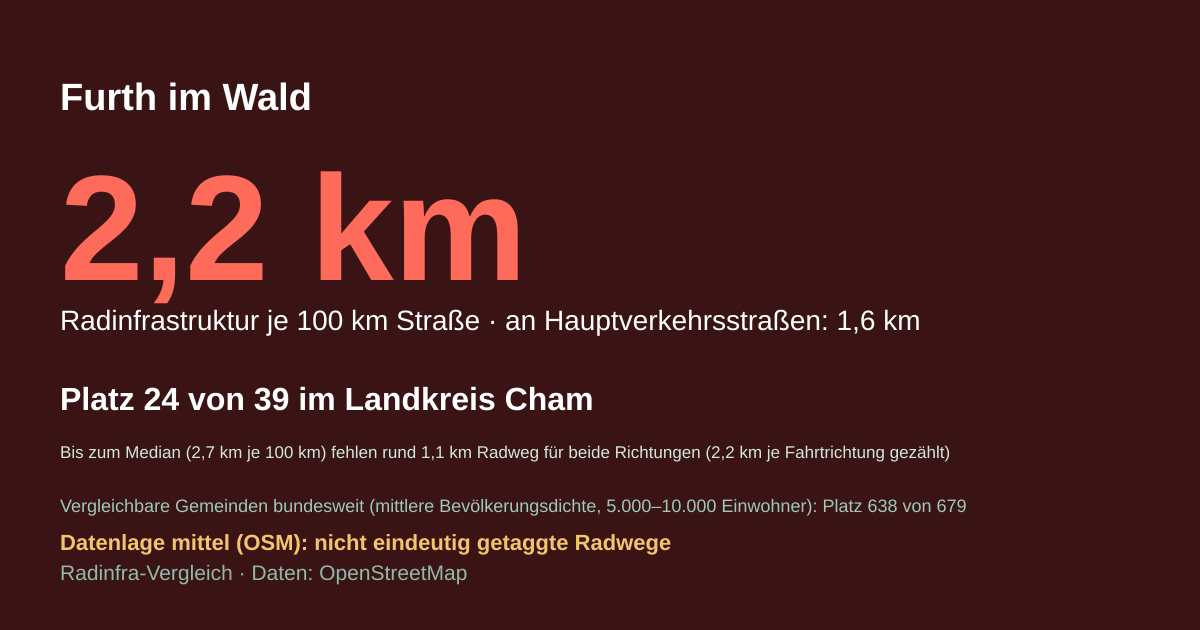 Furth im Wald
2,2 km
Radinfrastruktur je 100 km Straße · an Hauptverkehrsstraßen: 1,6 km
Platz 24 von 39 im Landkreis Cham
Bis zum Median (2,7 km je 100 km) fehlen rund 1,1 km Radweg für beide Richtungen (2,2 km je Fahrtrichtung gezählt)
Vergleichbare Gemeinden bundesweit (mittlere Bevölkerungsdichte, 5.000–10.000 Einwohner): Platz 638 von 679
Datenlage mittel (OSM): nicht eindeutig getaggte Radwege
Radinfra-Vergleich · Daten: OpenStreetMap